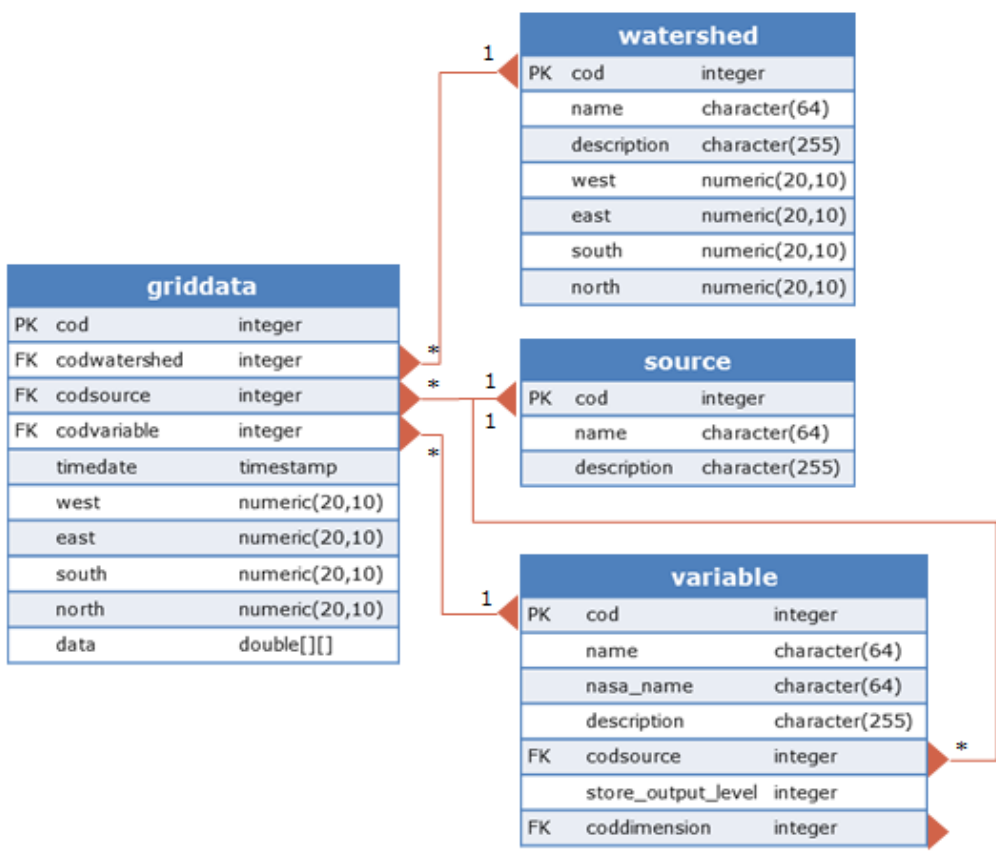 griddata
PK cod integer
FK codwatershed integer
FK codsource integer
FK codvariable integer
timedate timestamp
west numeric(20,10)
east numeric(20,10)
south numeric(20,10)
north numeric(20,10)
data double[][]
*
*
*
1
1
1
1
watershed
PK cod integer
name character(64)
description character(255)
west numeric(20,10)
east numeric(20,10)
south numeric(20,10)
north numeric(20,10)
source
PK cod integer
name character(64)
description character(255)
variable
PK cod integer
name character(64)
nasa_name character(64)
description character(255)
FK codsource integer
store_output_level integer
FK coddimension integer
*